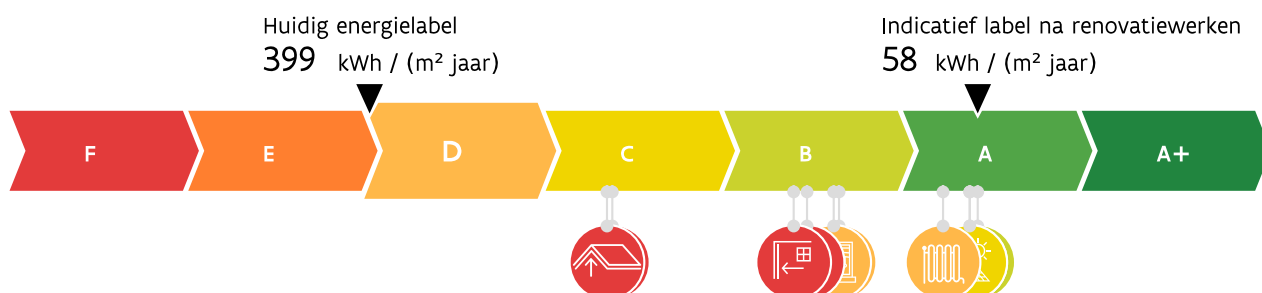 Huidig energielabel
399 kWh / (m² jaar)
Indicatief label na renovatiewerken
58 kWh / (m² jaar)
F E D C B A A+